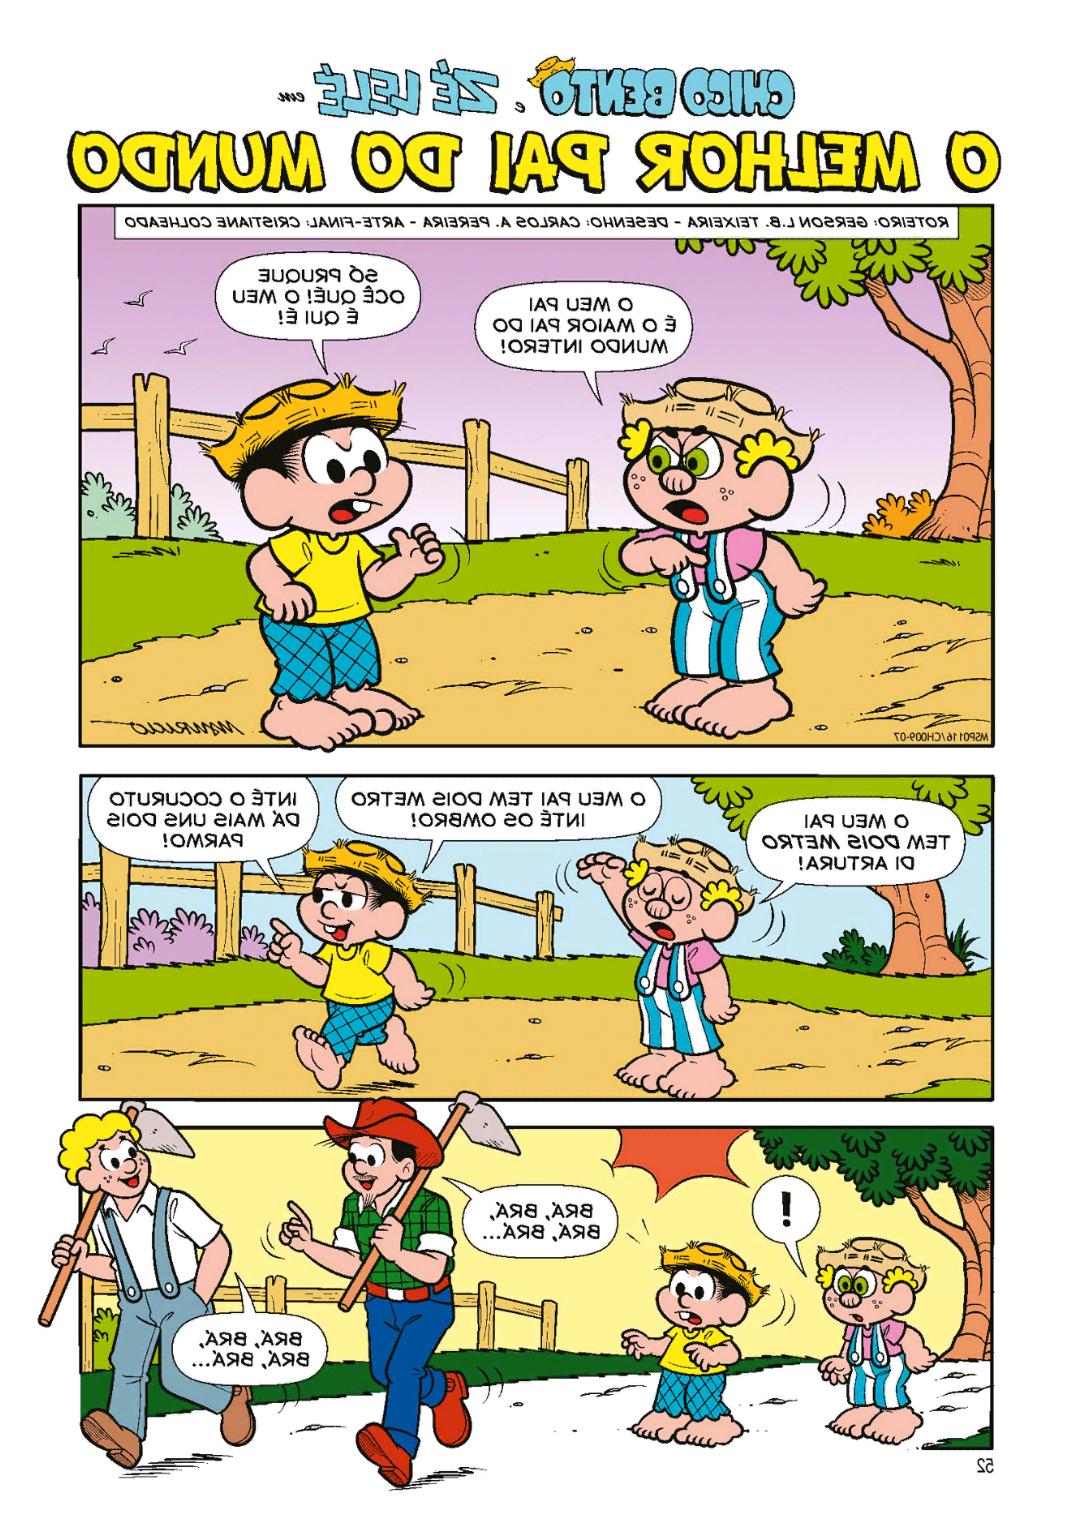 CHICO BENTO e ZÉ LELÉ em
O MELHOR PAI DO MUNDO
ROTEIRO: GERSON L.B. TEIXEIRA - DESENHO: CARLOS A. PEREIRA - ARTE-FINAL: CRISTIANE COLHEADO
O MEU PAI
É O MAIOR PAI DO
MUNDO INTERO!
SÓ PRUQUE
OCÊ QUÉ! O MEU
É QUI É!
MSP0116/CH009-07
MAURICIO
O MEU PAI
TEM DOIS METRO
DI ARTURA!
O MEU PAI TEM DOIS METRO
INTÉ OS OMBRO!
INTÉ O COCURUTO
DÁ MAIS UNS DOIS
PARMO!
!
BRÁ, BRÁ,
BRÁ, BRÁ...
BRÁ, BRÁ,
BRÁ, BRÁ...
52